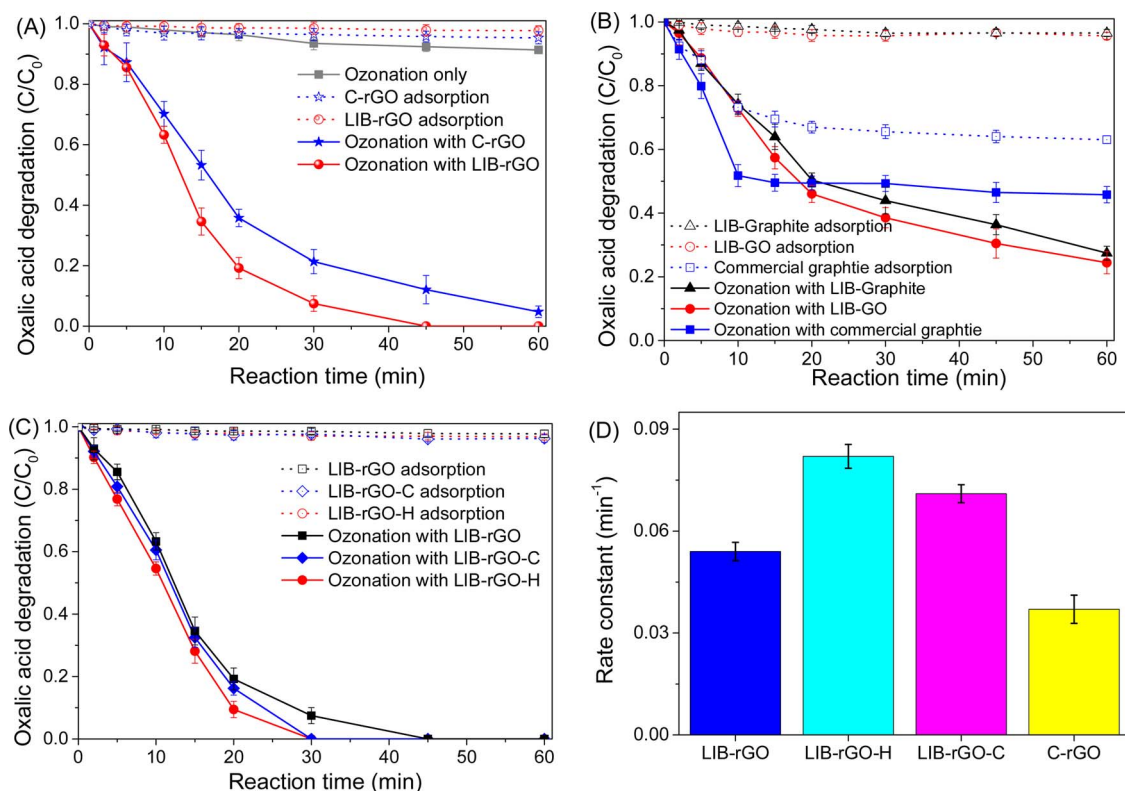 (A)
Oxalic acid degradation (C/C0)
1.0
0.8
0.6
0.4
0.2
0.0
Ozonation only
C-rGO adsorption
LIB-rGO adsorption
Ozonation with C-rGO
Ozonation with LIB-rGO
0 10 20 30 40 50 60
Reaction time (min)
(B)
Oxalic acid degradation (C/C0)
1.0
0.8
0.6
0.4
0.2
0.0
LIB-Graphite adsorption
LIB-GO adsorption
Commercial graphtie adsorption
Ozonation with LIB-Graphite
Ozonation with LIB-GO
Ozonation with commercial graphtie
0 10 20 30 40 50 60
Reaction time (min)
(C)
Oxalic acid degradation (C/C0)
1.0
0.8
0.6
0.4
0.2
0.0
LIB-rGO adsorption
LIB-rGO-C adsorption
LIB-rGO-H adsorption
Ozonation with LIB-rGO
Ozonation with LIB-rGO-C
Ozonation with LIB-rGO-H
0 10 20 30 40 50 60
Reaction time (min)
(D)
Rate constant (min-1)
0.09
0.06
0.03
0.00
LIB-rGO LIB-rGO-H LIB-rGO-C C-rGO